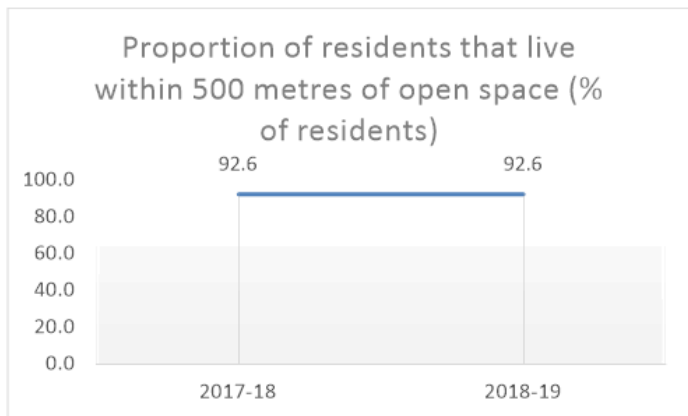 Proportion of residents that live
within 500 metres of open space (%
of residents)
92.6 92.6
100.0
80.0
60.0
40.0
20.0
0.0
2017-18 2018-19